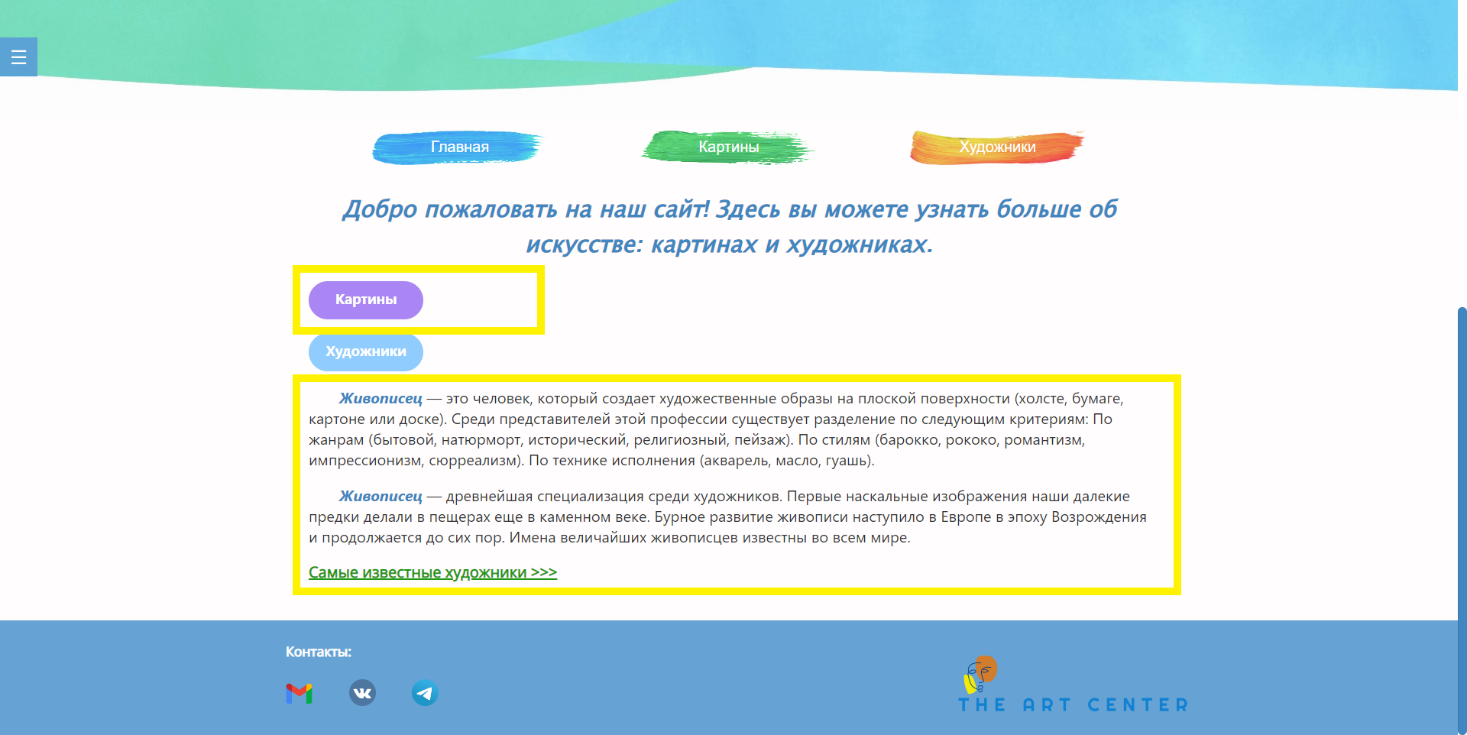 Главная
Картины
Художники
Добро пожаловать на наш сайт! Здесь вы можете узнать больше об
искусстве: картинах и художниках.
Картины
Художники
Живописец — это человек, который создает художественные образы на плоской поверхности (холсте, бумаге,
картоне или доске). Среди представителей этой профессии существует разделение по следующим критериям: По
жанрам (бытовой, натюрморт, исторический, религиозный, пейзаж). По стилям (барокко, рококо, романтизм,
импрессионизм, сюрреализм). По технике исполнения (акварель, масло, гуашь).
Живописец — древнейшая специализация среди художников. Первые наскальные изображения наши далекие
предки делали в пещерах еще в каменном веке. Бурное развитие живописи наступило в Европе в эпоху Возрождения
и продолжается до сих пор. Имена величайших живописцев известны во всем мире.
Самые известные художники >>>
Контакты:
THE ART CENTER